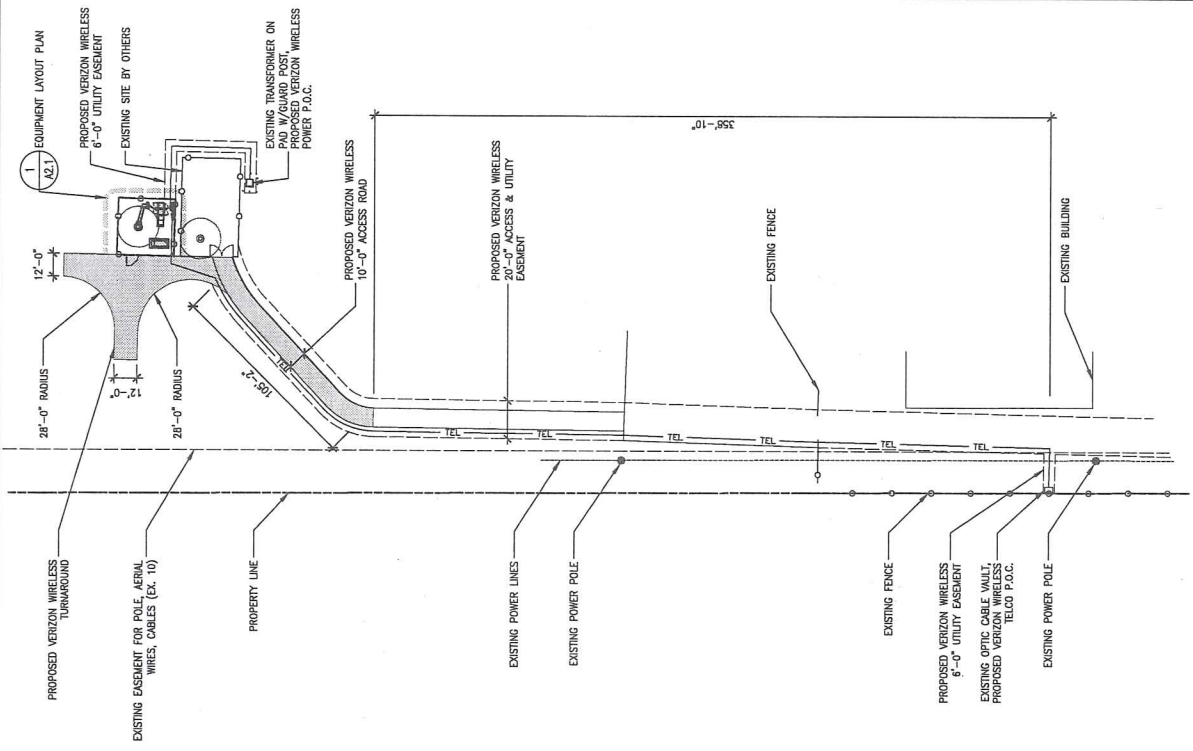 1
A2.1
EQUIPMENT LAYOUT PLAN
PROPOSED VERIZON WIRELESS
6'-0" UTILITY EASEMENT
EXISTING SITE BY OTHERS
EXISTING TRANSFORMER ON
PAD W/GUARD POST,
PROPOSED VERIZON WIRELESS
POWER P.O.C.
12'-0"
28'-0" RADIUS
12'-0"
28'-0" RADIUS
PROPOSED VERIZON WIRELESS
TURNAROUND
EXISTING EASEMENT FOR POLE, AERIAL
WIRES, CABLES (EX. 10)
PROPERTY LINE
105'-2"
TEL
PROPOSED VERIZON WIRELESS
10'-0" ACCESS ROAD
358'-10"
PROPOSED VERIZON WIRELESS
20'-0" ACCESS & UTILITY
EASEMENT
TEL
TEL
TEL
TEL
TEL
TEL
EXISTING POWER LINES
EXISTING POWER POLE
EXISTING FENCE
EXISTING BUILDING
EXISTING FENCE
PROPOSED VERIZON WIRELESS
6'-0" UTILITY EASEMENT
EXISTING OPTIC CABLE VAULT,
PROPOSED VERIZON WIRELESS
TELCO P.O.C.
EXISTING POWER POLE